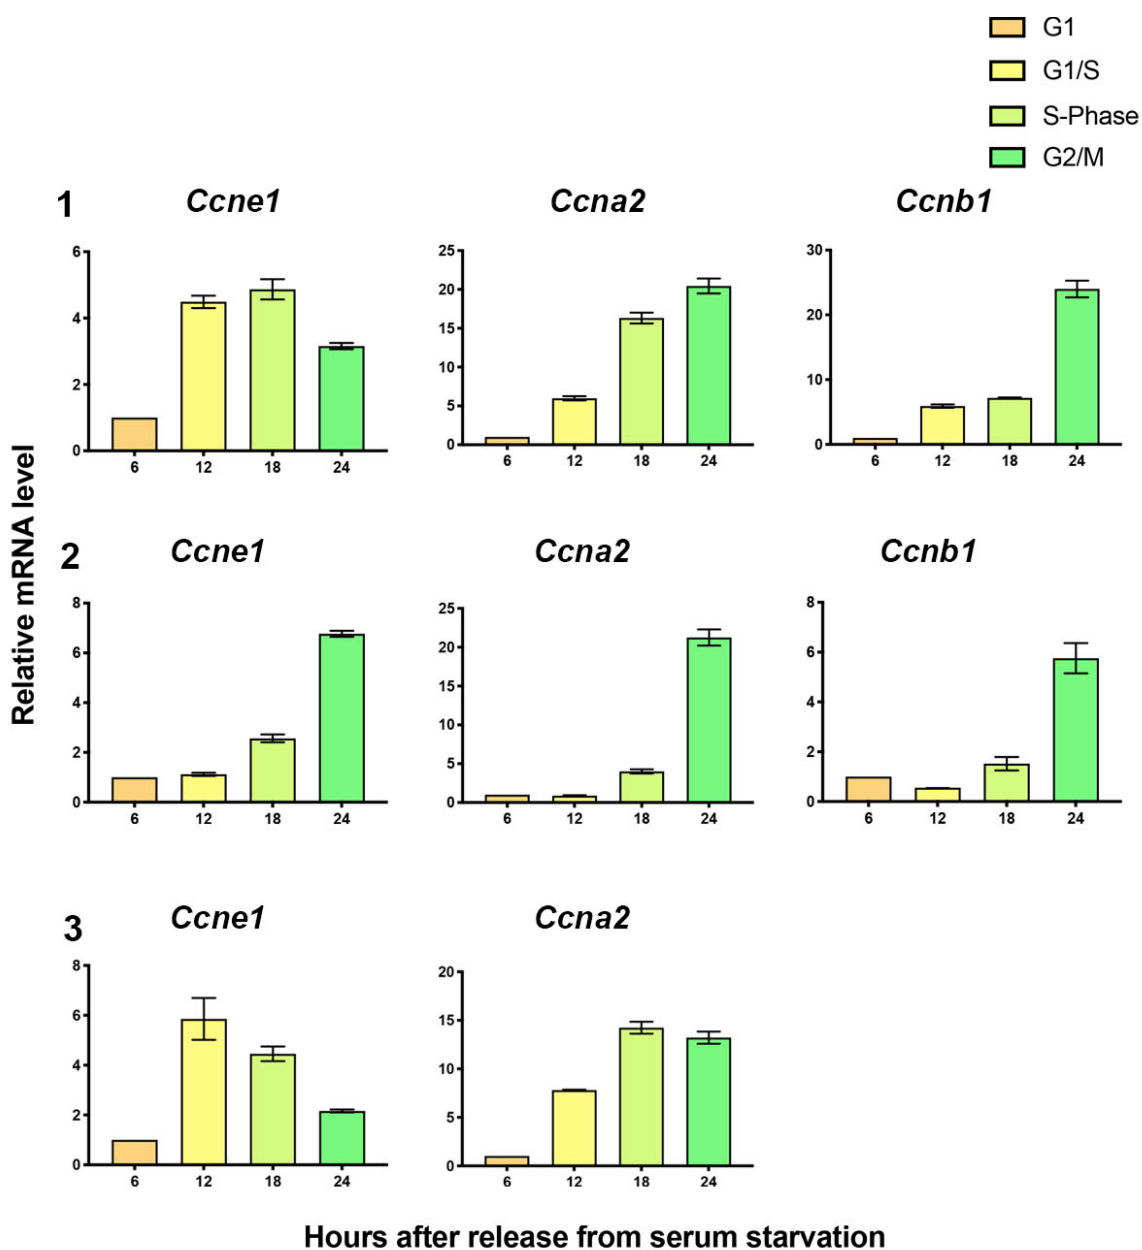 G1
G1/S
S-Phase
G2/M
1
Ccne1
Ccna2
Ccnb1
6
4
2
0
6 12 18 24
25
20
15
10
5
0
6 12 18 24
30
20
10
0
6 12 18 24
Relative mRNA level
2
Ccne1
Ccna2
Ccnb1
8
6
4
2
0
6 12 18 24
25
20
15
10
5
0
6 12 18 24
8
6
4
2
0
6 12 18 24
3
Ccne1
Ccna2
8
6
4
2
0
6 12 18 24
20
15
10
5
0
6 12 18 24
Hours after release from serum starvation